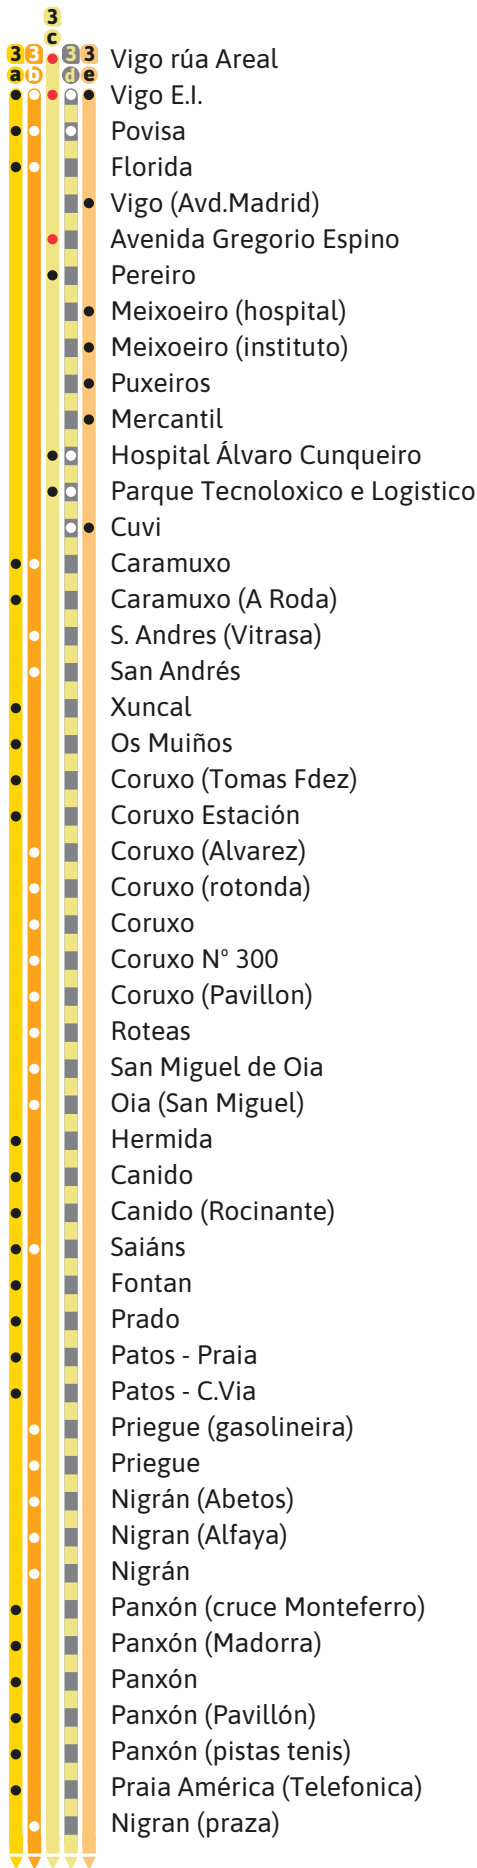 3
c
3 3 3 3
a b d e
Vigo rúa Areal
Vigo E.I.
Povisa
Florida
Vigo (Avd.Madrid)
Avenida Gregorio Espino
Pereiro
Meixoeiro (hospital)
Meixoeiro (instituto)
Puxeiros
Mercantil
Hospital Álvaro Cunqueiro
Parque Tecnoloxico e Logistico
Cuvi
Caramuxo
Caramuxo (A Roda)
S. Andres (Vitrasa)
San Andrés
Xuncal
Os Muiños
Coruxo (Tomas Fdez)
Coruxo Estación
Coruxo (Alvarez)
Coruxo (rotonda)
Coruxo
Coruxo Nº 300
Coruxo (Pavillon)
Roteas
San Miguel de Oia
Oia (San Miguel)
Hermida
Canido
Canido (Rocinante)
Saiáns
Fontan
Prado
Patos - Praia
Patos - C.Via
Priegue (gasolineira)
Priegue
Nigrán (Abetos)
Nigran (Alfaya)
Nigrán
Panxón (cruce Monteferro)
Panxón (Madorra)
Panxón
Panxón (Pavillón)
Panxón (pistas tenis)
Praia América (Telefonica)
Nigran (praza)